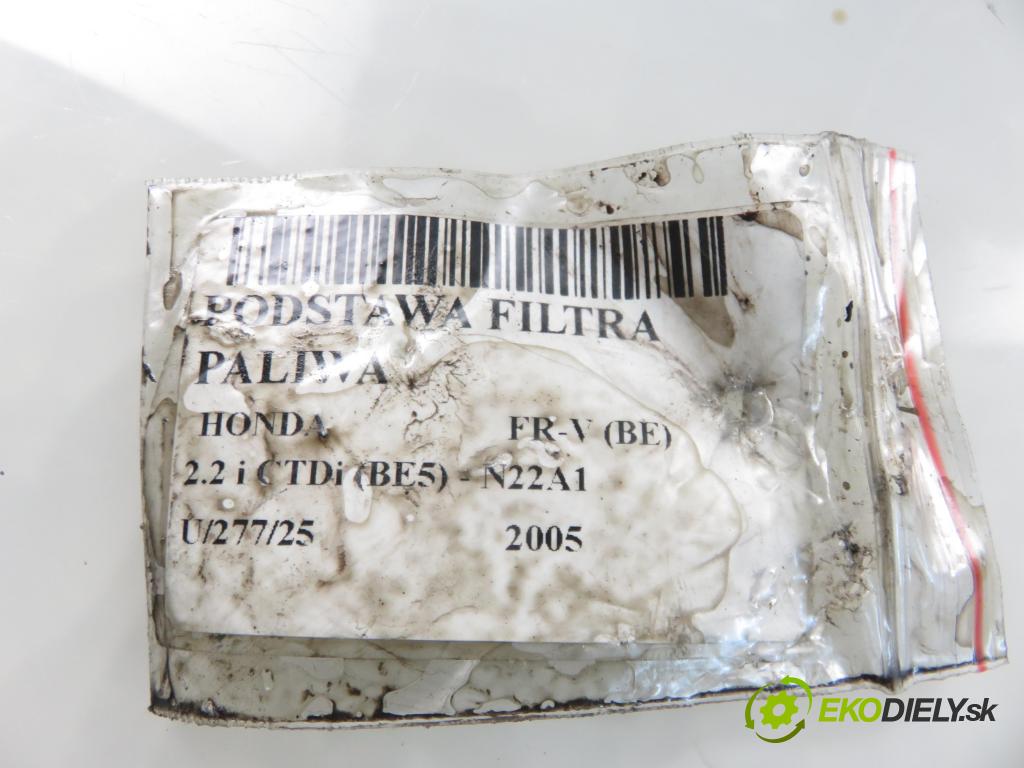 PODSTAWA FILTRA
PALIWA
HONDA FR-V (BE)
2.2 i CTDi (BE5) - N22A1
U/277/25 2005
EKODIELY.sk